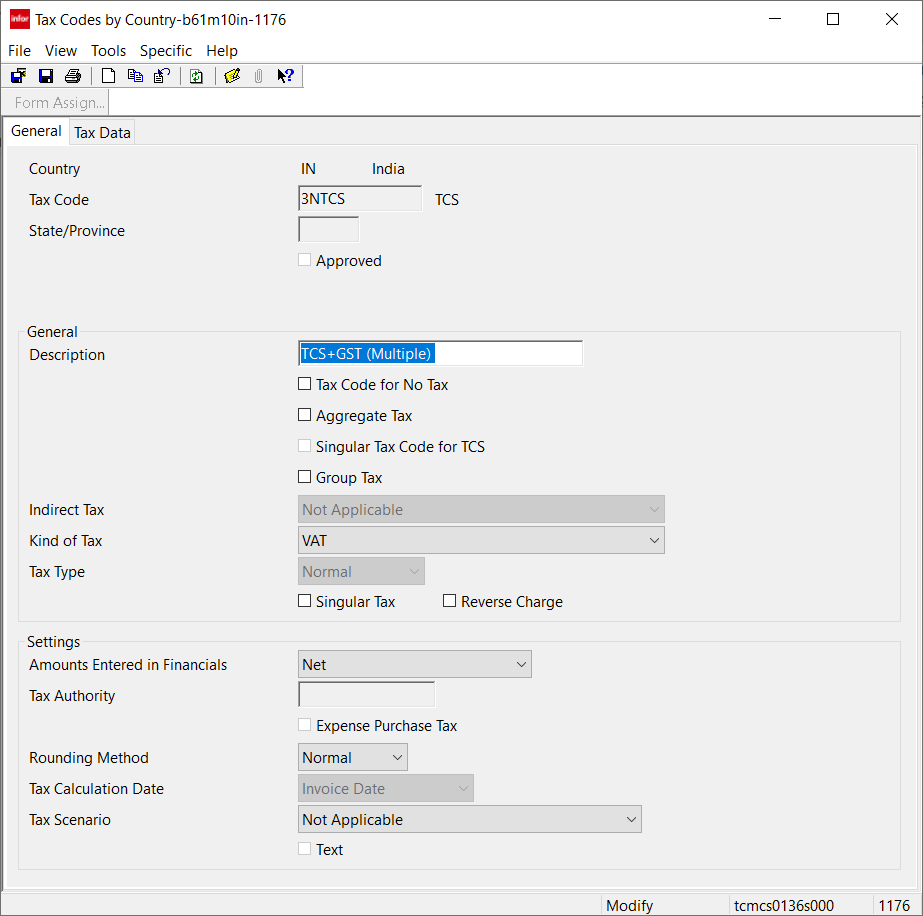 infor Tax Codes by Country-b61m10in-1176
File View Tools Specific Help
Form Assign...
General Tax Data
Country IN India
Tax Code 3NTCS TCS
State/Province
Approved
General
Description TCS+GST (Multiple)
Tax Code for No Tax
Aggregate Tax
Singular Tax Code for TCS
Group Tax
Indirect Tax Not Applicable
Kind of Tax VAT
Tax Type Normal
Singular Tax Reverse Charge
Settings
Amounts Entered in Financials Net
Tax Authority
Expense Purchase Tax
Rounding Method Normal
Tax Calculation Date Invoice Date
Tax Scenario Not Applicable
Text
Modify tcmcs0136s000 1176